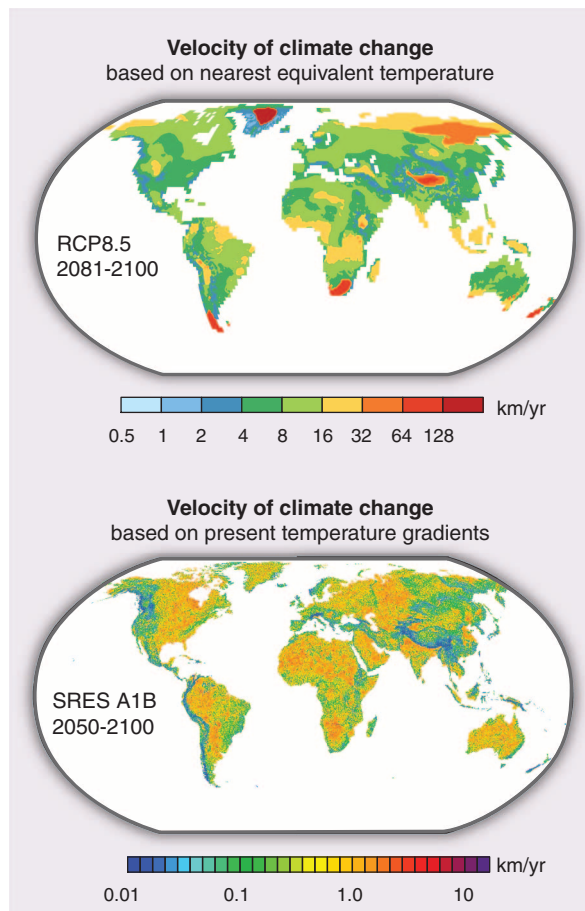 Velocity of climate change
based on nearest equivalent temperature
RCP8.5
2081-2100
km/yr
0.5 1 2 4 8 16 32 64 128
Velocity of climate change
based on present temperature gradients
SRES A1B
2050-2100
km/yr
0.01 0.1 1.0 10